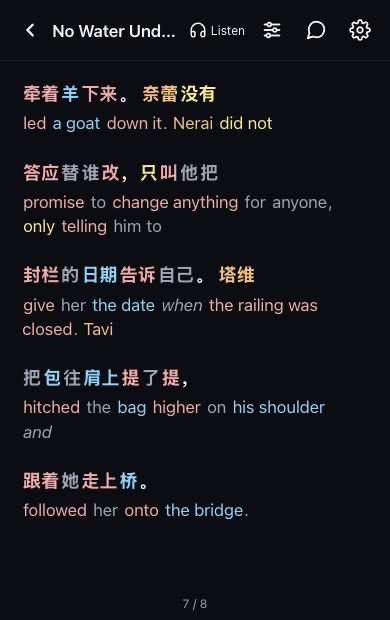 No Water Und...
Listen
牵着羊下来。 奈蕾没有
led a goat down it. Nerai did not
答应替谁改，只叫他把
promise to change anything for anyone,
only telling him to
封栏的日期告诉自己。 塔维
give her the date when the railing was
closed. Tavi
把包往肩上提了提，
hitched the bag higher on his shoulder
and
跟着她走上桥。
followed her onto the bridge.
7 / 8